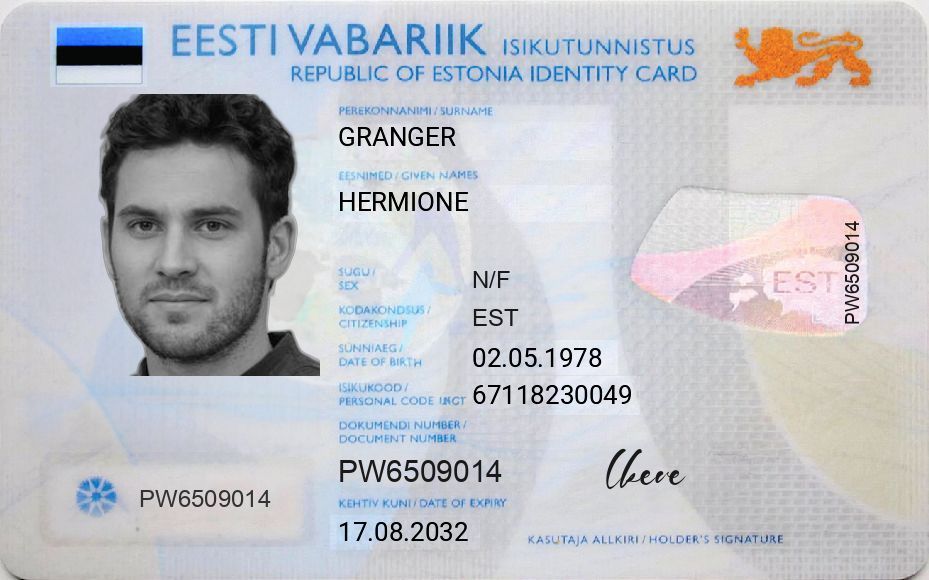 EESTI VABARIIK ISIKUTUNNISTUS
REPUBLIC OF ESTONIA IDENTITY CARD
PEREKONNANIMI / SURNAME
GRANGER
EESNIMED / GIVEN NAMES
HERMIONE
SUGU /
SEX
N/F
KODAKONDSUS /
CITIZENSHIP
EST
SÜNNIAEG /
DATE OF BIRTH
02.05.1978
ISIKUKOOD /
PERSONAL CODE
67118230049
DOKUMENDI NUMBER /
DOCUMENT NUMBER
PW6509014
KEHTIV KUNI / DATE OF EXPIRY
17.08.2032
PW6509014
EST
PW6509014
KASUTAJA ALLKIRI / HOLDER'S SIGNATURE